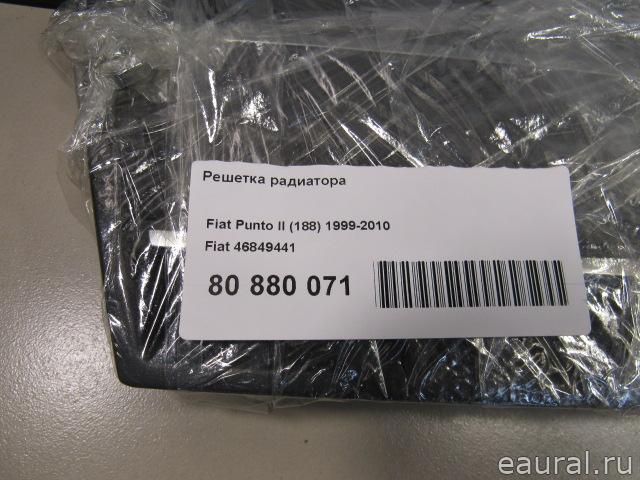 Решетка радиатора
Fiat Punto II (188) 1999-2010
Fiat 46849441
80 880 071
eaural.ru